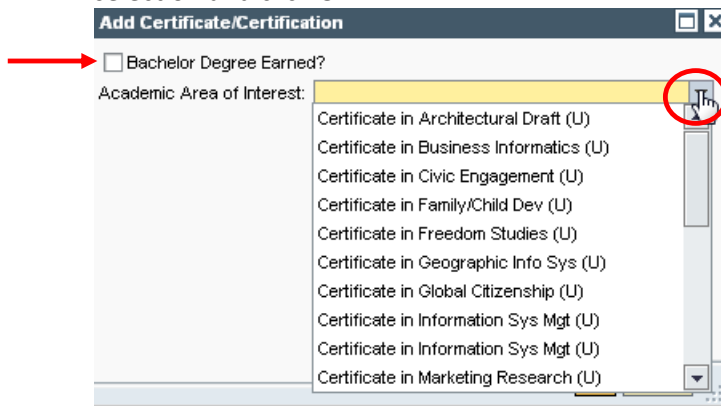 Add Certificate/Certification
Bachelor Degree Earned?
Academic Area of Interest:
Certificate in Architectural Draft (U)
Certificate in Business Informatics (U)
Certificate in Civic Engagement (U)
Certificate in Family/Child Dev (U)
Certificate in Freedom Studies (U)
Certificate in Geographic Info Sys (U)
Certificate in Global Citizenship (U)
Certificate in Information Sys Mgt (U)
Certificate in Information Sys Mgt (U)
Certificate in Marketing Research (U)